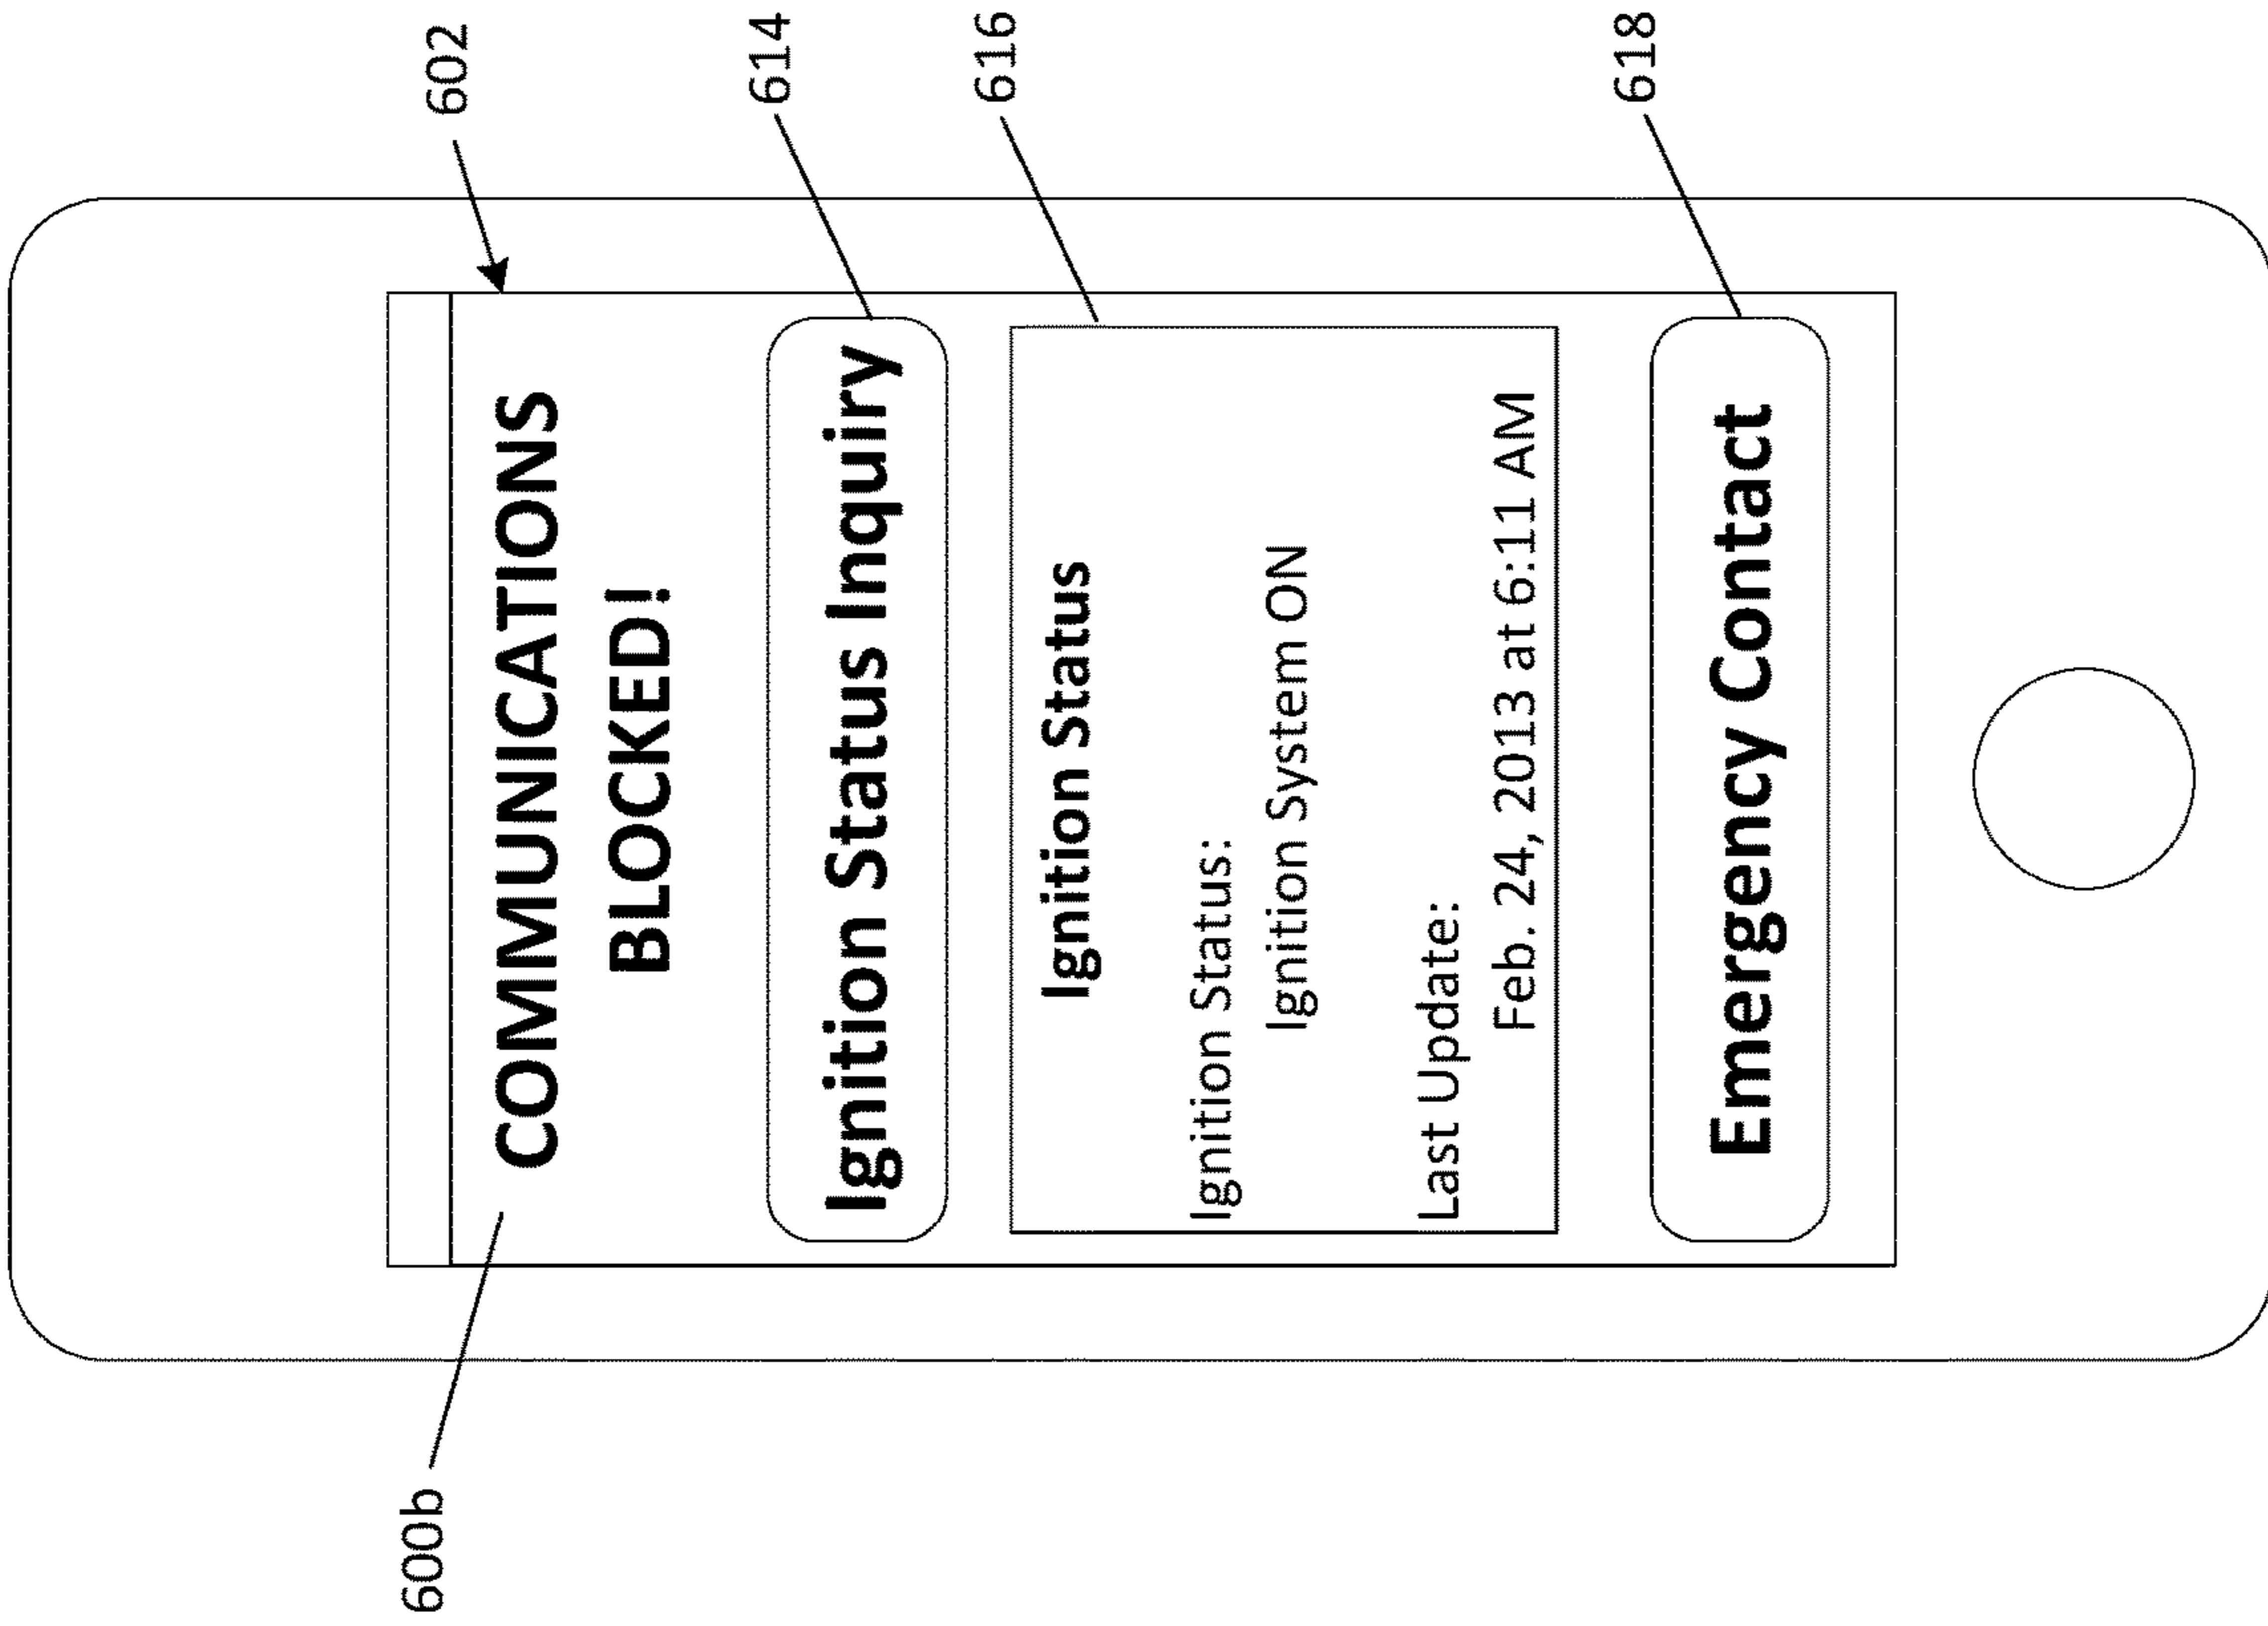 600b
602
COMMUNICATIONS
BLOCKED!
614
Ignition Status Inquiry
616
Ignition Status
Ignition Status:
Ignition System ON
Last Update:
Feb. 24, 2013 at 6:11 AM
618
Emergency Contact